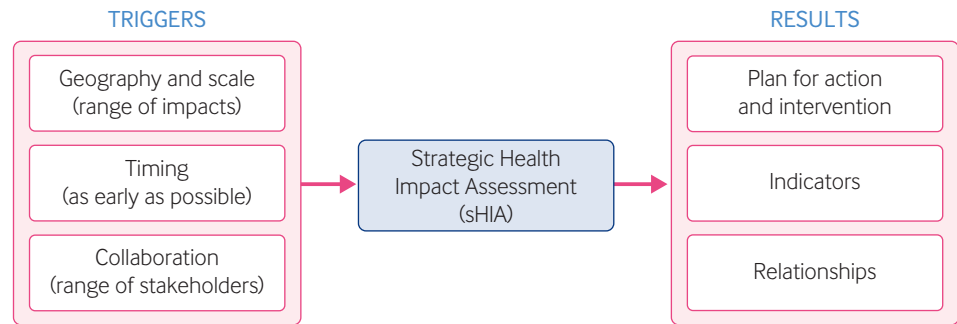 TRIGGERS
Geography and scale
(range of impacts)
Timing
(as early as possible)
Collaboration
(range of stakeholders)
Strategic Health
Impact Assessment
(sHIA)
RESULTS
Plan for action
and intervention
Indicators
Relationships